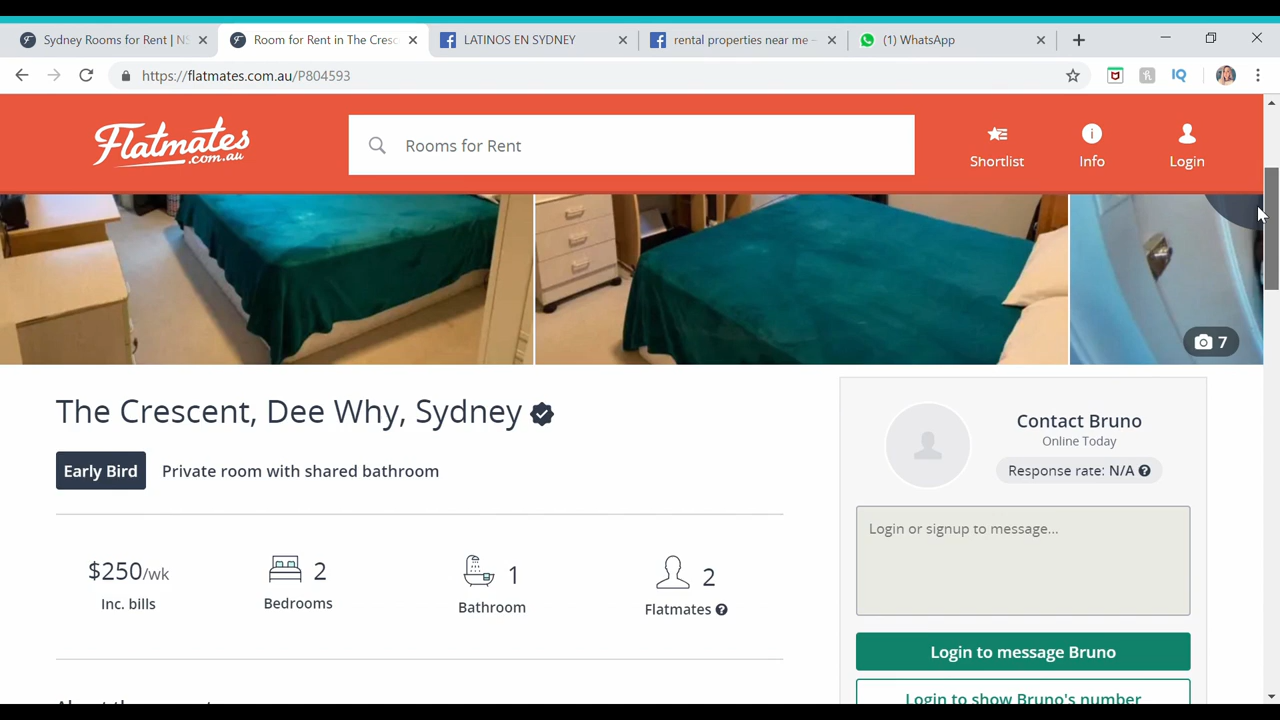 Sydney Rooms for Rent | NS
Room for Rent in The Cresc
LATINOS EN SYDNEY
rental properties near me –
(1) WhatsApp
https://flatmates.com.au/P804593
IQ
Flatmates
.com.au
Rooms for Rent
Shortlist
Info
Login
7
The Crescent, Dee Why, Sydney
Early Bird
Private room with shared bathroom
$250/wk
Inc. bills
2
Bedrooms
1
Bathroom
2
Flatmates
Contact Bruno
Online Today
Response rate: N/A
Login or signup to message...
Login to message Bruno
Login to show Bruno's number